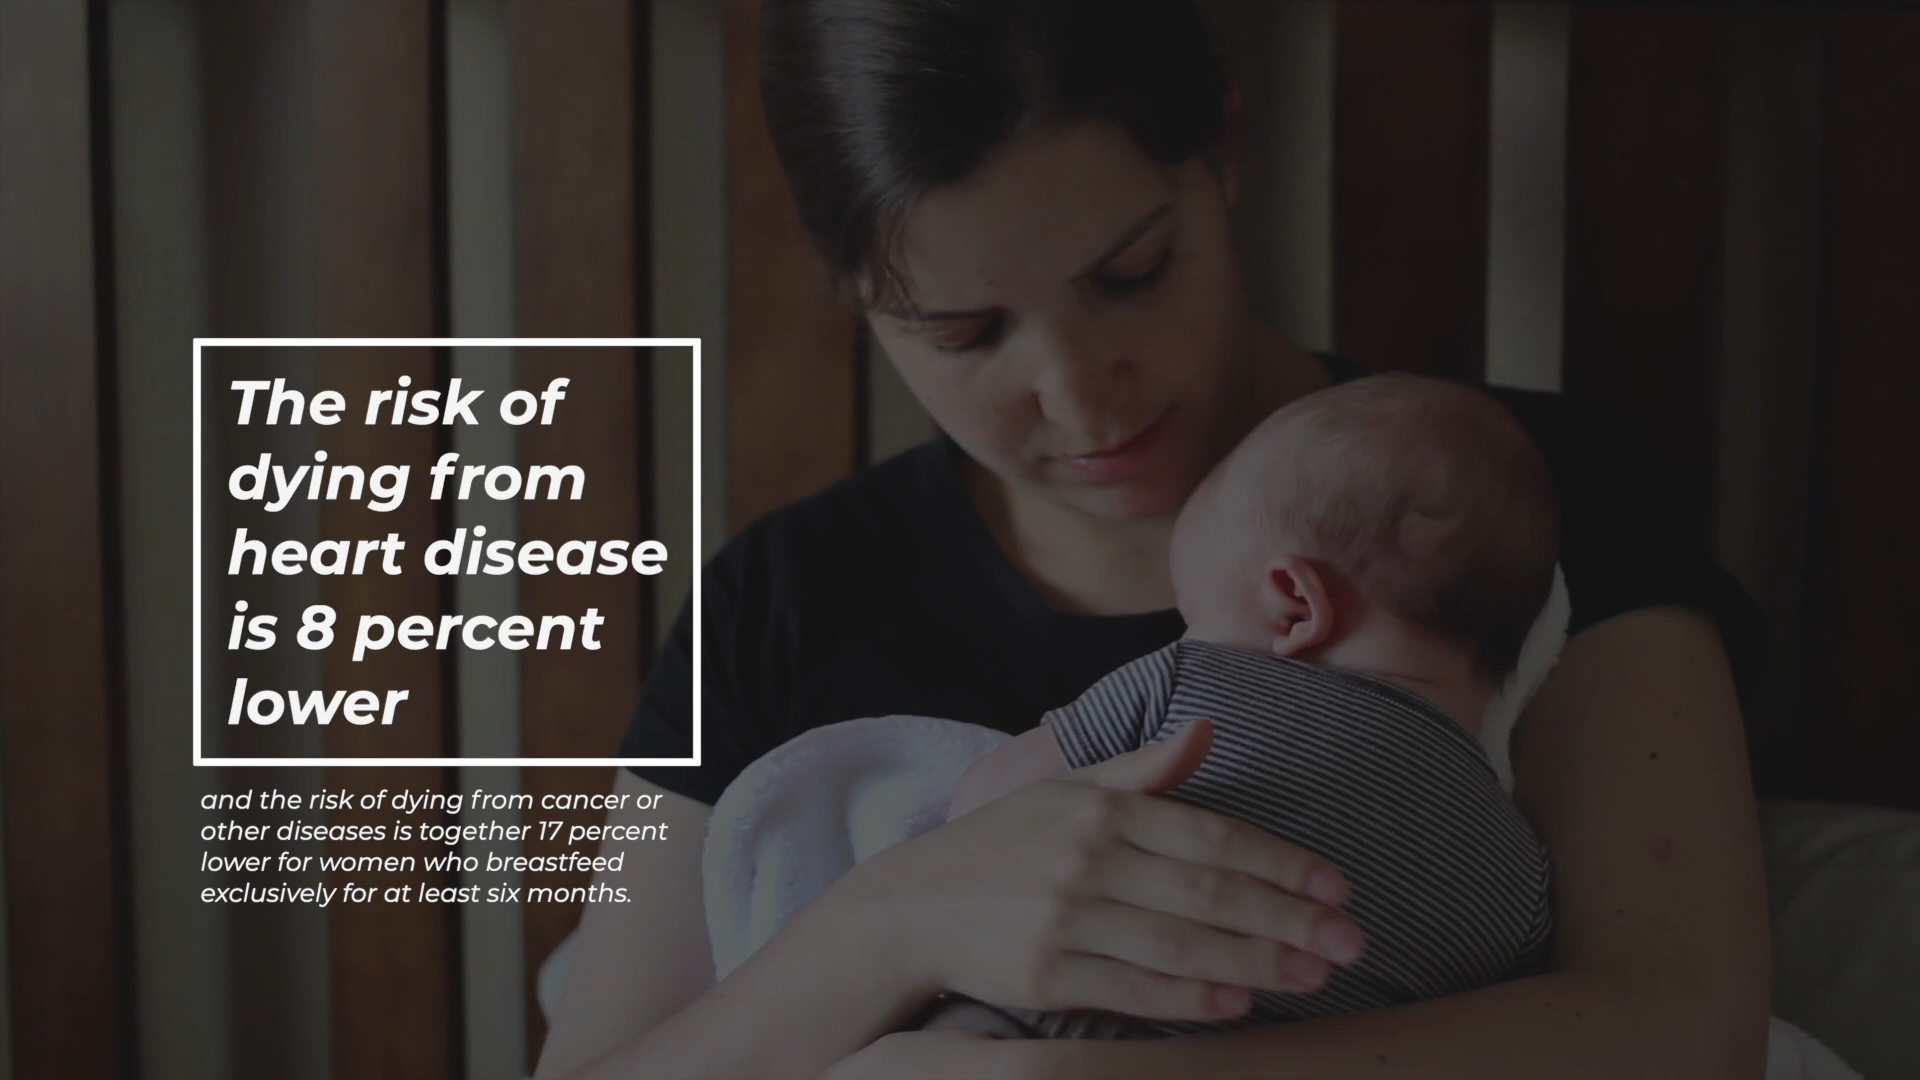 The risk of
dying from
heart disease
is 8 percent
lower
and the risk of dying from cancer or
other diseases is together 17 percent
lower for women who breastfeed
exclusively for at least six months.